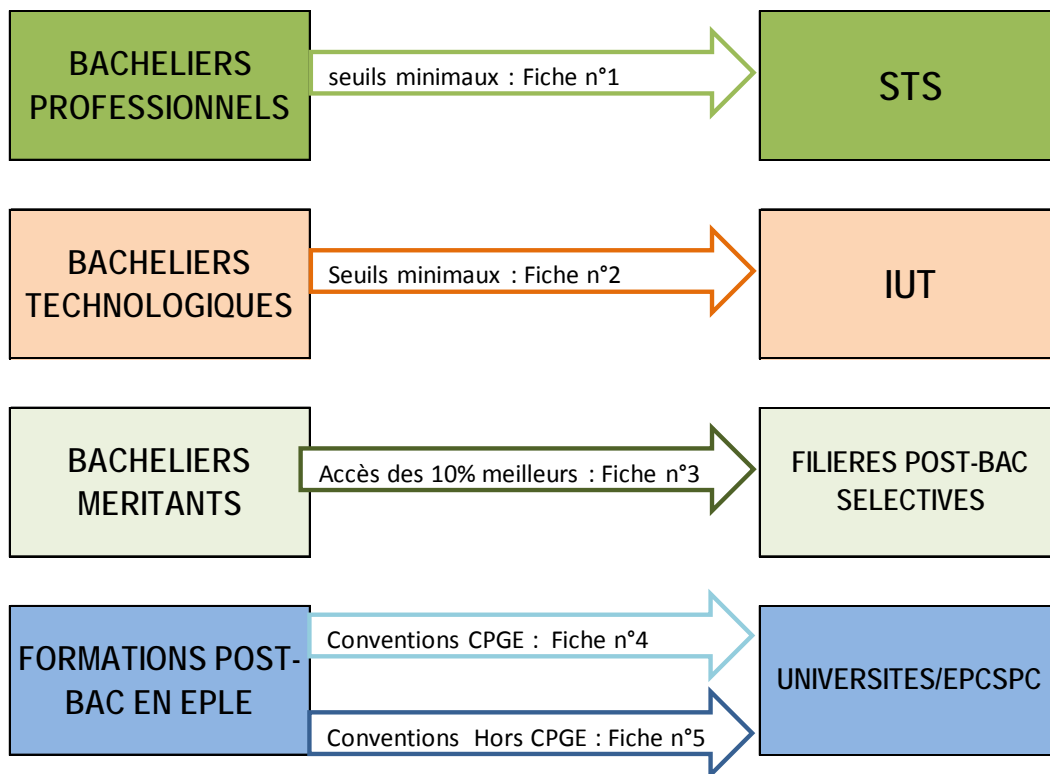 BACHELIERS
PROFESSIONNELS
seuils minimaux : Fiche n°1
STS
BACHELIERS
TECHNOLOGIQUES
Seuils minimaux : Fiche n°2
IUT
BACHELIERS
MERITANTS
Accès des 10% meilleurs : Fiche n°3
FILIERES POST-BAC
SELECTIVES
FORMATIONS POST-
BAC EN EPLE
Conventions CPGE : Fiche n°4
Conventions Hors CPGE : Fiche n°5
UNIVERSITES/EPCSPC